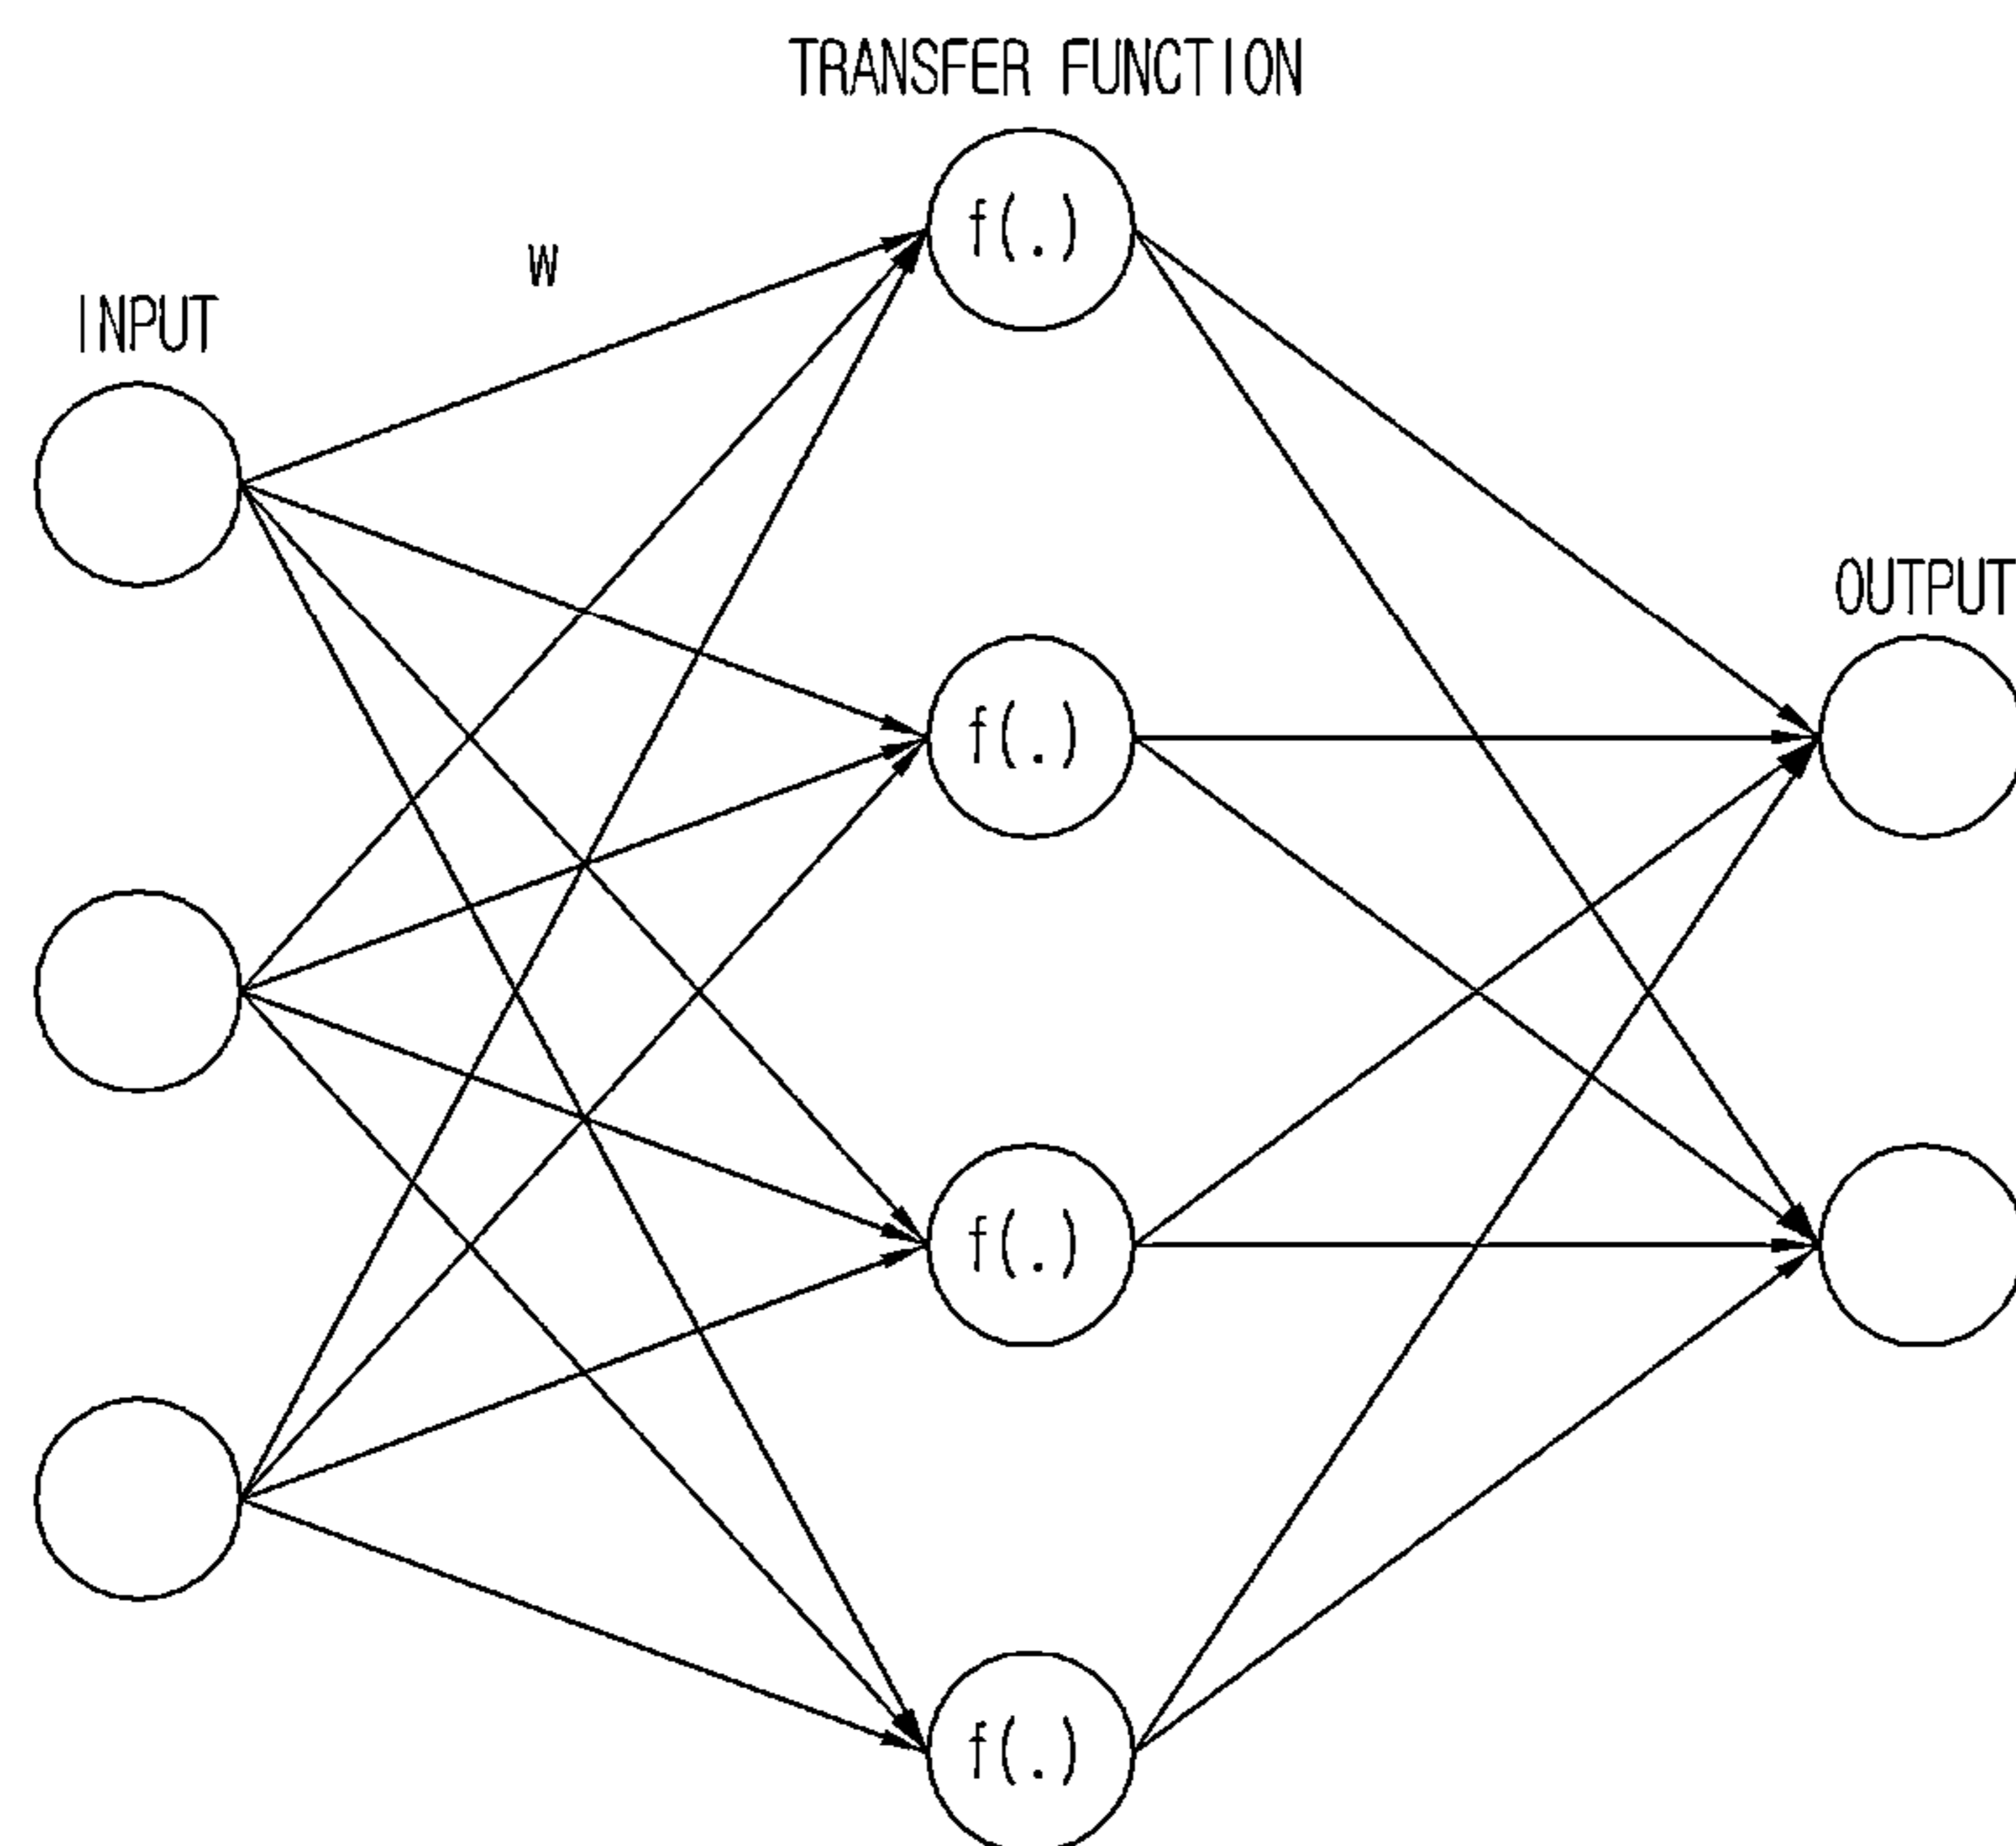 TRANSFER FUNCTION
f(.)
W
INPUT
OUTPUT
f(.)
f(.)
f(.)